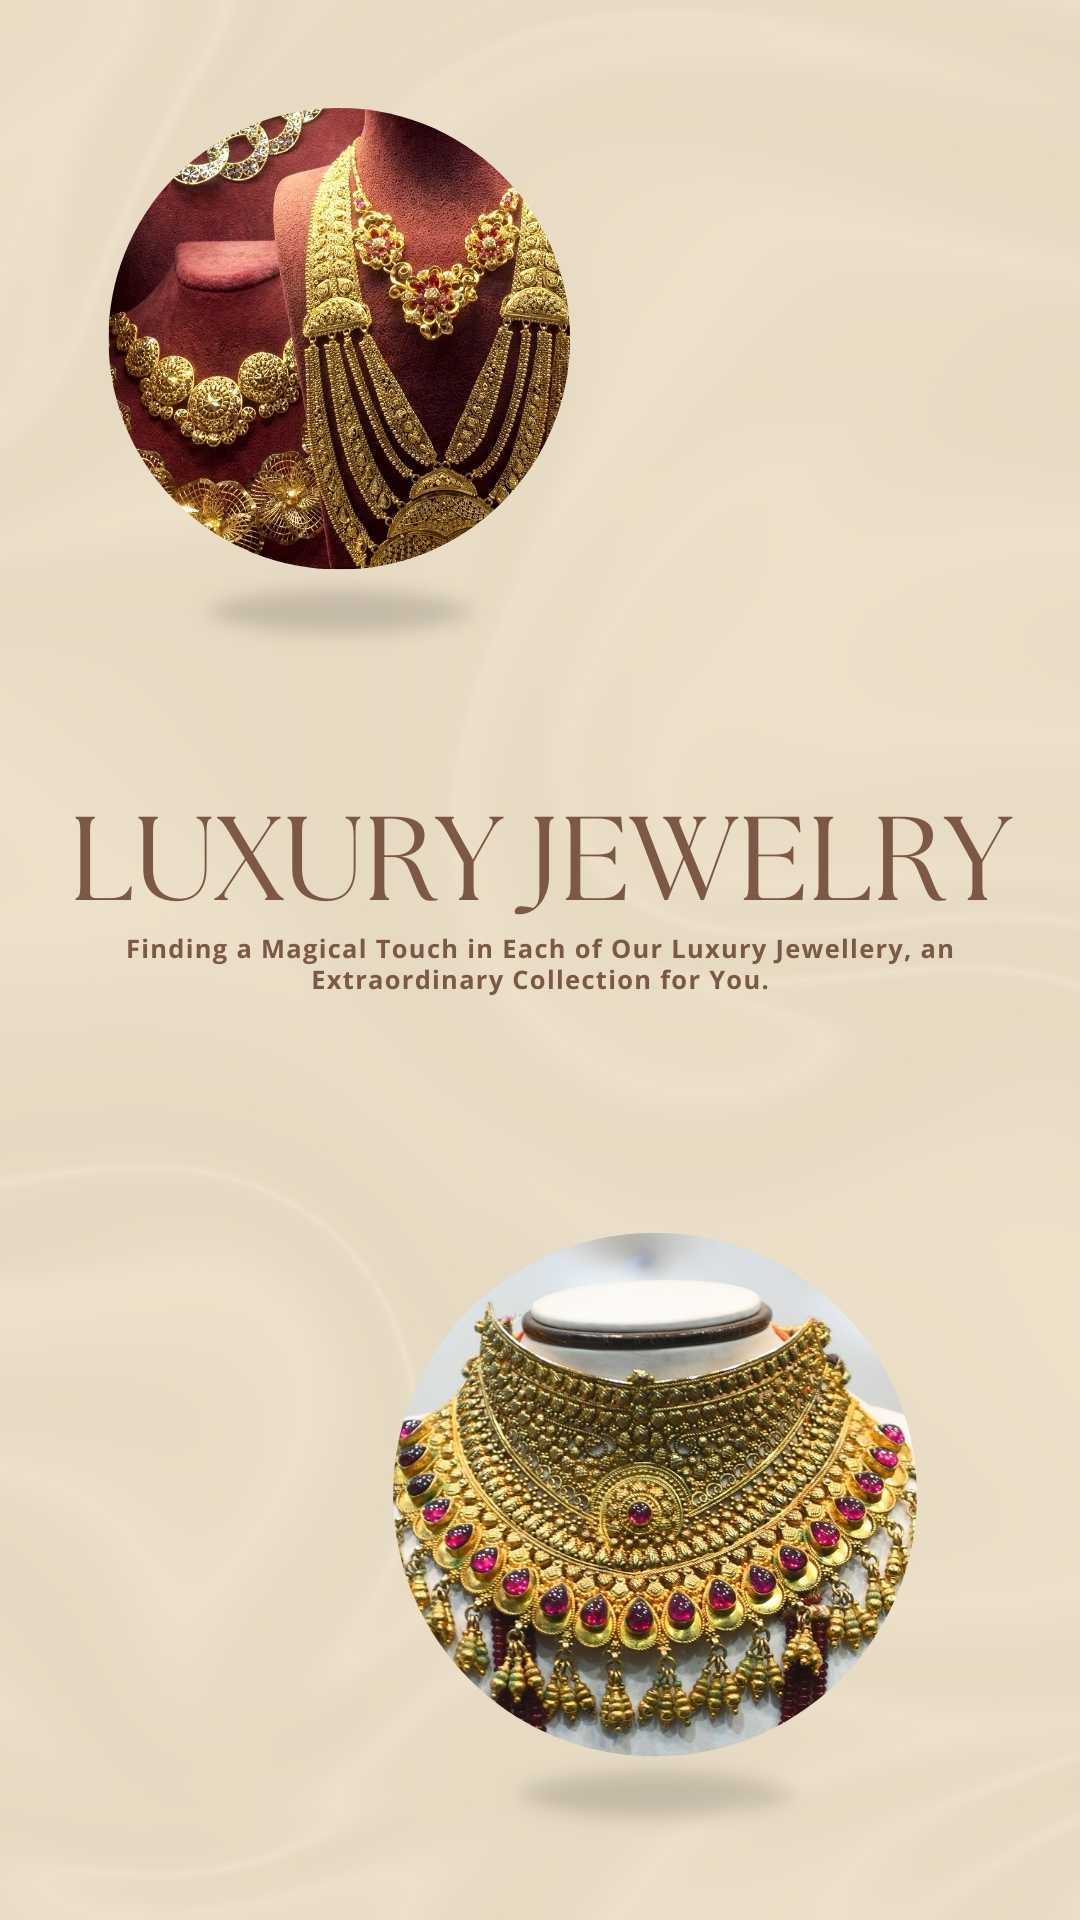 LUXURY JEWELRY
Finding a Magical Touch in Each of Our Luxury Jewellery, an
Extraordinary Collection for You.